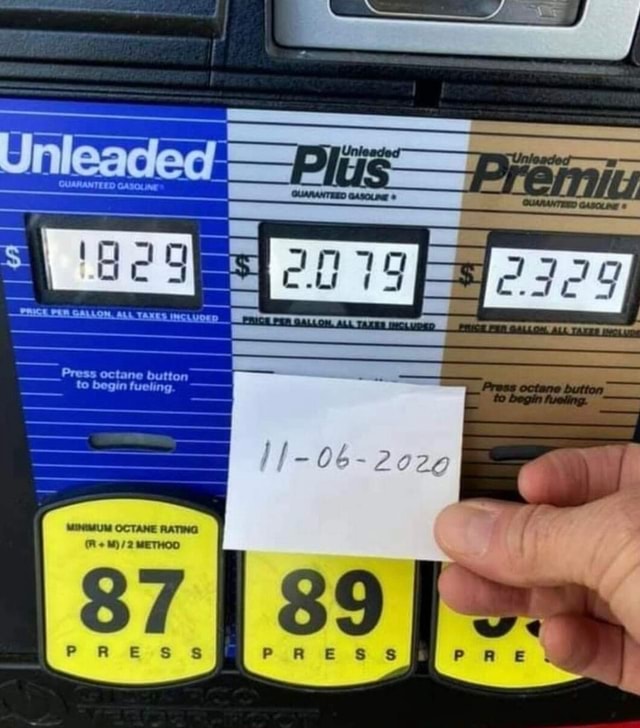 Unleaded
GUARANTEED GASOLINE
$ 1.829
PRICE PER GALLON, ALL TAXES INCLUDED
Press octane button
to begin fueling.
MINIMUM OCTANE RATING
(R + M) / 2 METHOD
87
PRESS
Unleaded
Plus
GUARANTEED GASOLINE
$ 2.079
PRICE PER GALLON, ALL TAXES INCLUDED
11-06-2020
89
PRESS
Unleaded
Premiu
GUARANTEED GASOLINE
$ 2.329
PRICE PER GALLON, ALL TAXES INCLUDE
Press octane button
to begin fueling.
PRE